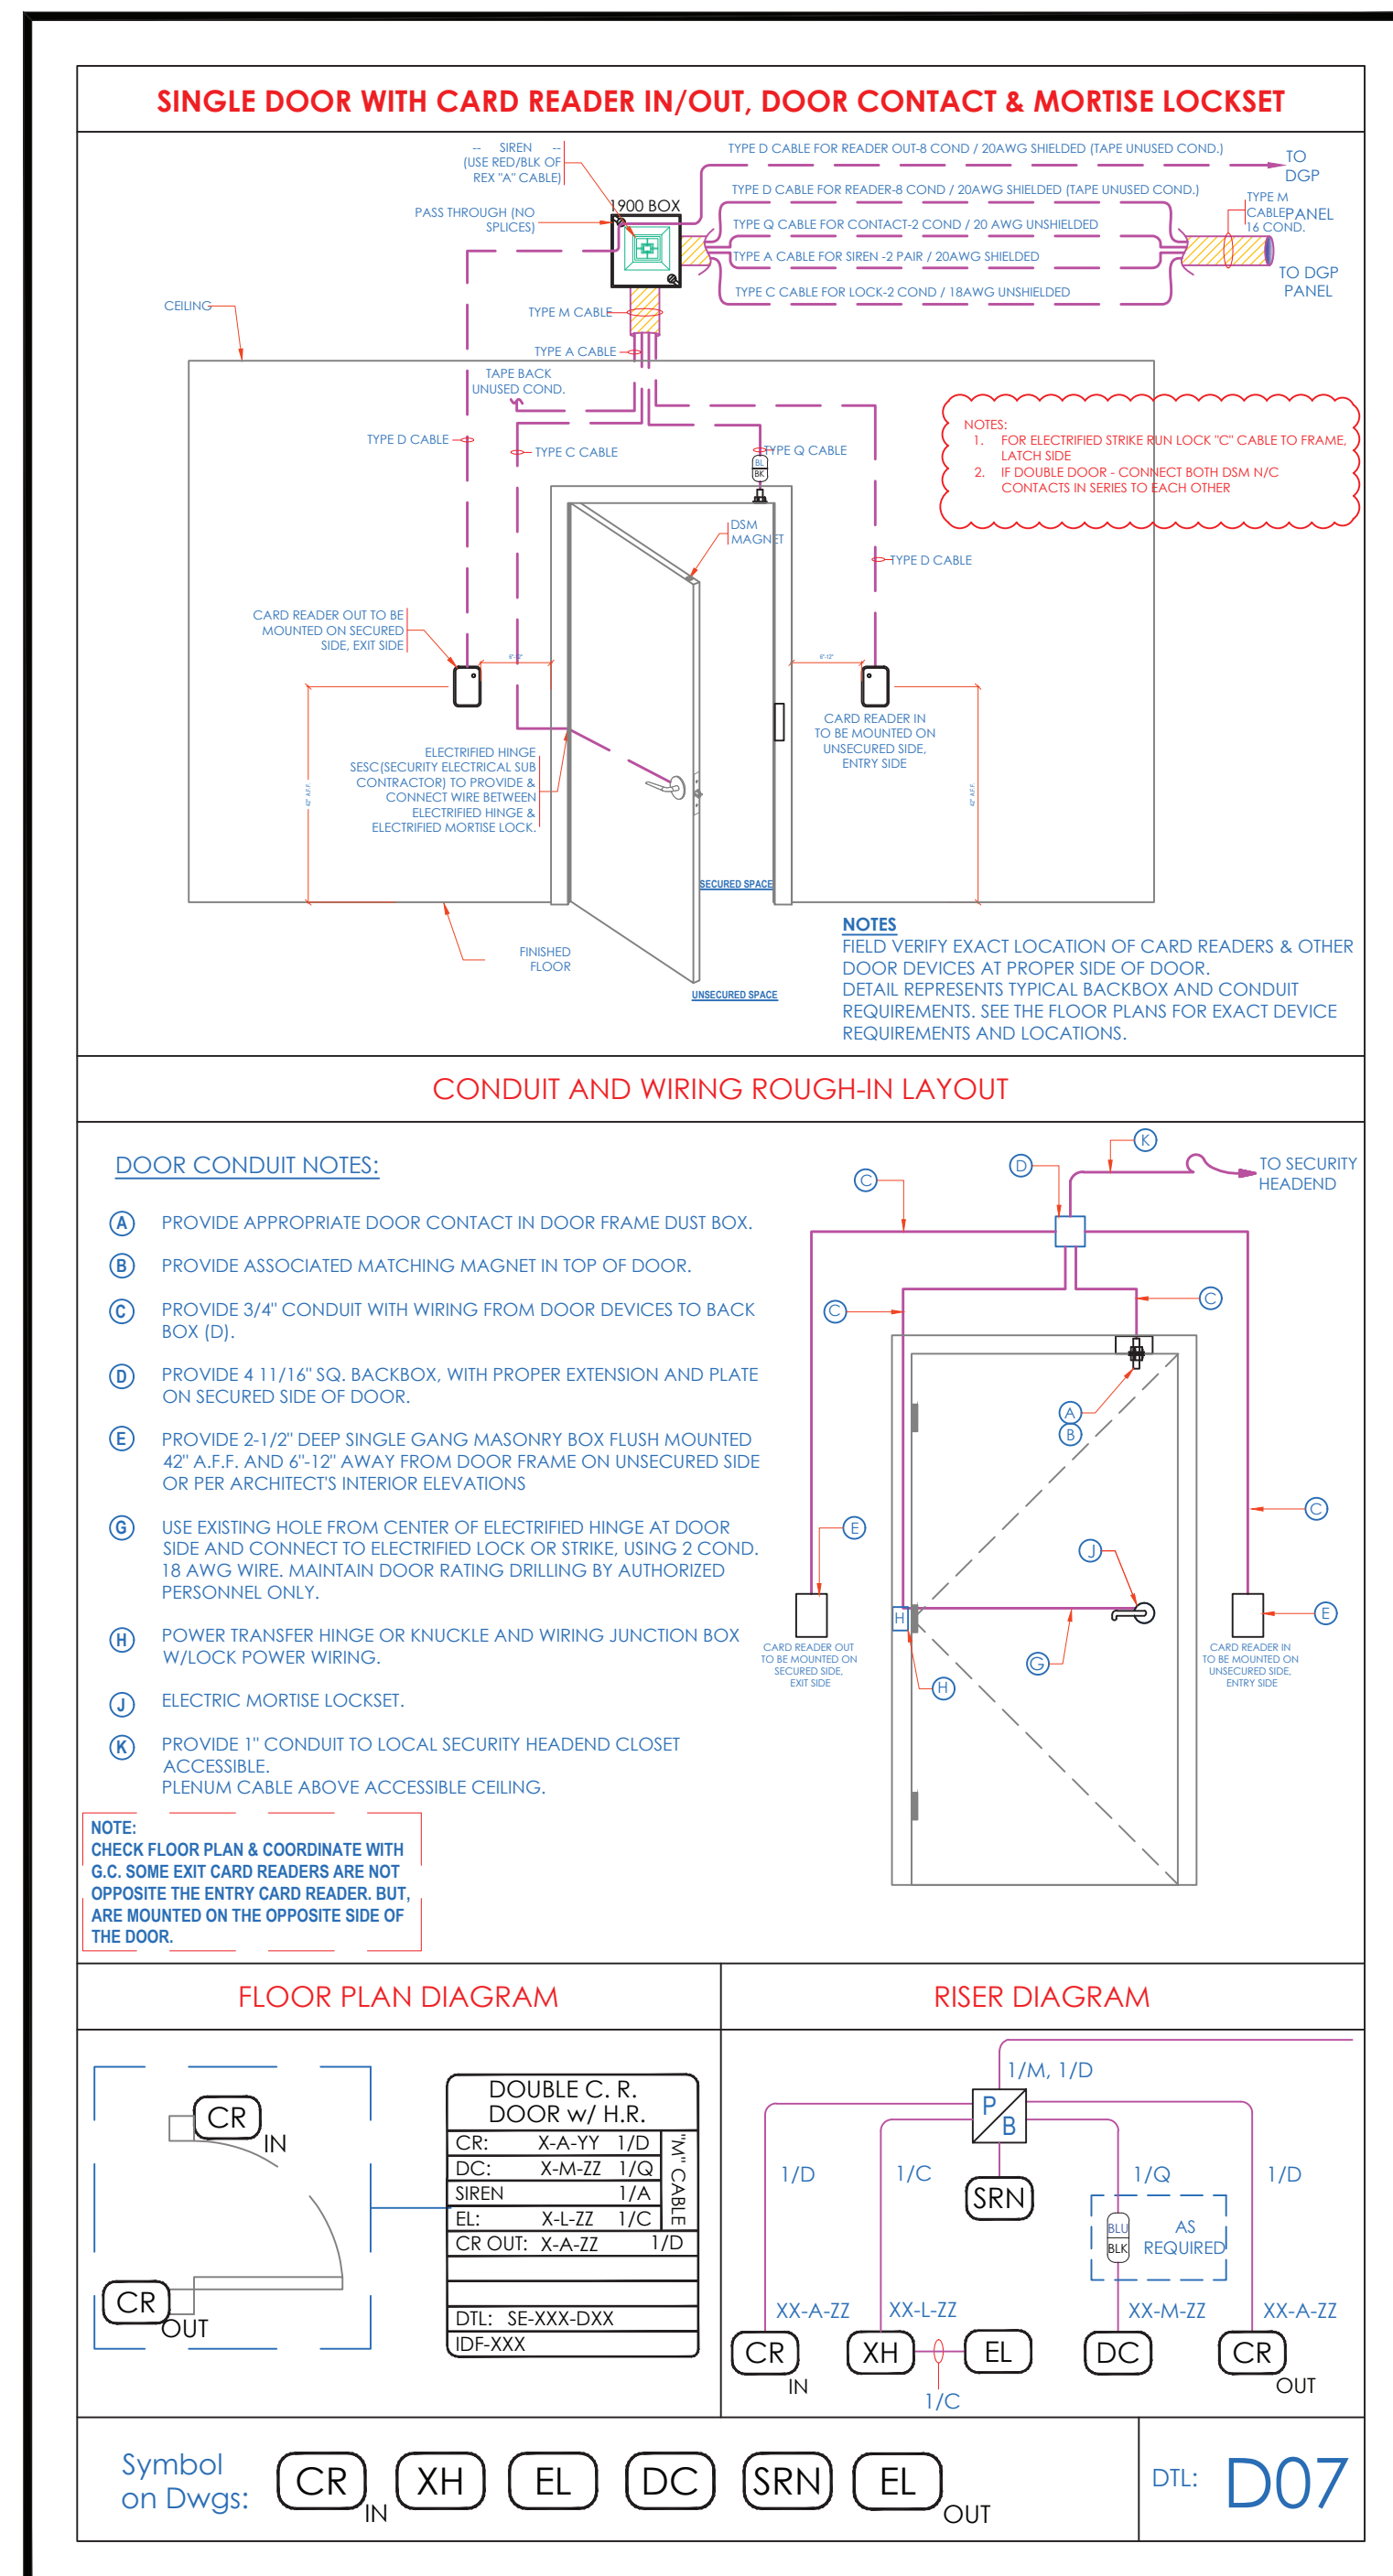 SINGLE DOOR WITH CARD READER IN/OUT, DOOR CONTACT & MORTISE LOCKSET
-- SIREN --
(USE RED/BLK OF
REX "A" CABLE)
PASS THROUGH (NO
SPLICES)
1900 BOX
TYPE D CABLE FOR READER OUT-8 COND / 20AWG SHIELDED (TAPE UNUSED COND.)
TO
DGP
PANEL
TYPE D CABLE FOR READER-8 COND / 20AWG SHIELDED (TAPE UNUSED COND.)
TYPE M
CABLE
16 COND.
TYPE Q CABLE FOR CONTACT-2 COND / 20 AWG UNSHIELDED
TYPE A CABLE FOR SIREN -2 PAIR / 20AWG SHIELDED
TO DGP
PANEL
TYPE C CABLE FOR LOCK-2 COND / 18AWG UNSHIELDED
CEILING
TYPE M CABLE
TYPE A CABLE
TAPE BACK
UNUSED COND.
TYPE D CABLE
TYPE C CABLE
TYPE Q CABLE
BL
BK
NOTES:
1. FOR ELECTRIFIED STRIKE RUN LOCK "C" CABLE TO FRAME,
LATCH SIDE
2. IF DOUBLE DOOR - CONNECT BOTH DSM N/C
CONTACTS IN SERIES TO EACH OTHER
DSM
MAGNET
TYPE D CABLE
CARD READER OUT TO BE
MOUNTED ON SECURED
SIDE, EXIT SIDE
6"-12"
6"-12"
CARD READER IN
TO BE MOUNTED ON
UNSECURED SIDE,
ENTRY SIDE
ELECTRIFIED HINGE
SESC(SECURITY ELECTRICAL SUB
CONTRACTOR) TO PROVIDE &
CONNECT WIRE BETWEEN
ELECTRIFIED HINGE &
ELECTRIFIED MORTISE LOCK.
42" A.F.F.
42" A.F.F.
SECURED SPACE
FINISHED
FLOOR
UNSECURED SPACE
NOTES
FIELD VERIFY EXACT LOCATION OF CARD READERS & OTHER
DOOR DEVICES AT PROPER SIDE OF DOOR.
DETAIL REPRESENTS TYPICAL BACKBOX AND CONDUIT
REQUIREMENTS. SEE THE FLOOR PLANS FOR EXACT DEVICE
REQUIREMENTS AND LOCATIONS.
CONDUIT AND WIRING ROUGH-IN LAYOUT
DOOR CONDUIT NOTES:
A PROVIDE APPROPRIATE DOOR CONTACT IN DOOR FRAME DUST BOX.
B PROVIDE ASSOCIATED MATCHING MAGNET IN TOP OF DOOR.
C PROVIDE 3/4" CONDUIT WITH WIRING FROM DOOR DEVICES TO BACK
BOX (D).
D PROVIDE 4 11/16" SQ. BACKBOX, WITH PROPER EXTENSION AND PLATE
ON SECURED SIDE OF DOOR.
E PROVIDE 2-1/2" DEEP SINGLE GANG MASONRY BOX FLUSH MOUNTED
42" A.F.F. AND 6"-12" AWAY FROM DOOR FRAME ON UNSECURED SIDE
OR PER ARCHITECT'S INTERIOR ELEVATIONS
G USE EXISTING HOLE FROM CENTER OF ELECTRIFIED HINGE AT DOOR
SIDE AND CONNECT TO ELECTRIFIED LOCK OR STRIKE, USING 2 COND.
18 AWG WIRE. MAINTAIN DOOR RATING DRILLING BY AUTHORIZED
PERSONNEL ONLY.
H POWER TRANSFER HINGE OR KNUCKLE AND WIRING JUNCTION BOX
W/LOCK POWER WIRING.
J ELECTRIC MORTISE LOCKSET.
K PROVIDE 1" CONDUIT TO LOCAL SECURITY HEADEND CLOSET
ACCESSIBLE.
PLENUM CABLE ABOVE ACCESSIBLE CEILING.
NOTE:
CHECK FLOOR PLAN & COORDINATE WITH
G.C. SOME EXIT CARD READERS ARE NOT
OPPOSITE THE ENTRY CARD READER. BUT,
ARE MOUNTED ON THE OPPOSITE SIDE OF
THE DOOR.
K
D
C
TO SECURITY
HEADEND
C
C
A
B
C
E
J
H
E
CARD READER OUT
TO BE MOUNTED ON
SECURED SIDE,
EXIT SIDE
G
H
CARD READER IN
TO BE MOUNTED ON
UNSECURED SIDE,
ENTRY SIDE
FLOOR PLAN DIAGRAM
CR IN
CR OUT
DOUBLE C. R.
DOOR w/ H.R.
CR: X-A-YY 1/D
DC: X-M-ZZ 1/Q
SIREN 1/A
EL: X-L-ZZ 1/C
"M" CABLE
CR OUT: X-A-ZZ 1/D
DTL: SE-XXX-DXX
IDF-XXX
RISER DIAGRAM
1/M, 1/D
P/B
1/D
1/C
SRN
1/Q
1/D
BLU
BLK
AS
REQUIRED
XX-A-ZZ
XX-L-ZZ
XX-M-ZZ
XX-A-ZZ
CR IN
XH
EL
DC
CR OUT
1/C
Symbol
on Dwgs:
CR IN
XH
EL
DC
SRN
EL OUT
DTL: D07